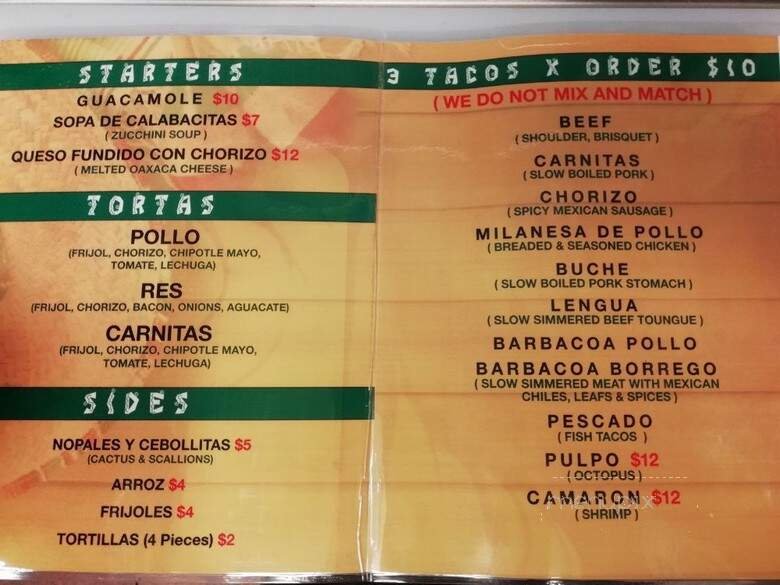 STARTERS
GUACAMOLE $10
SOPA DE CALABACITAS $7
( ZUCCHINI SOUP )
QUESO FUNDIDO CON CHORIZO $12
( MELTED OAXACA CHEESE )
TORTAS
POLLO
(FRIJOL, CHORIZO, CHIPOTLE MAYO,
TOMATE, LECHUGA)
RES
(FRIJOL, CHORIZO, BACON, ONIONS, AGUACATE)
CARNITAS
(FRIJOL, CHORIZO, CHIPOTLE MAYO,
TOMATE, LECHUGA)
SIDES
NOPALES Y CEBOLLITAS $5
(CACTUS & SCALLIONS)
ARROZ $4
FRIJOLES $4
TORTILLAS (4 Pieces) $2
3 TACOS X ORDER $10
( WE DO NOT MIX AND MATCH )
BEEF
( SHOULDER, BRISQUET )
CARNITAS
( SLOW BOILED PORK )
CHORIZO
( SPICY MEXICAN SAUSAGE )
MILANESA DE POLLO
( BREADED & SEASONED CHICKEN )
BUCHE
( SLOW BOILED PORK STOMACH )
LENGUA
( SLOW SIMMERED BEEF TOUNGUE )
BARBACOA POLLO
BARBACOA BORREGO
( SLOW SIMMERED MEAT WITH MEXICAN
CHILES, LEAFS & SPICES )
PESCADO
( FISH TACOS )
PULPO $12
( OCTOPUS )
CAMARON $12
( SHRIMP )